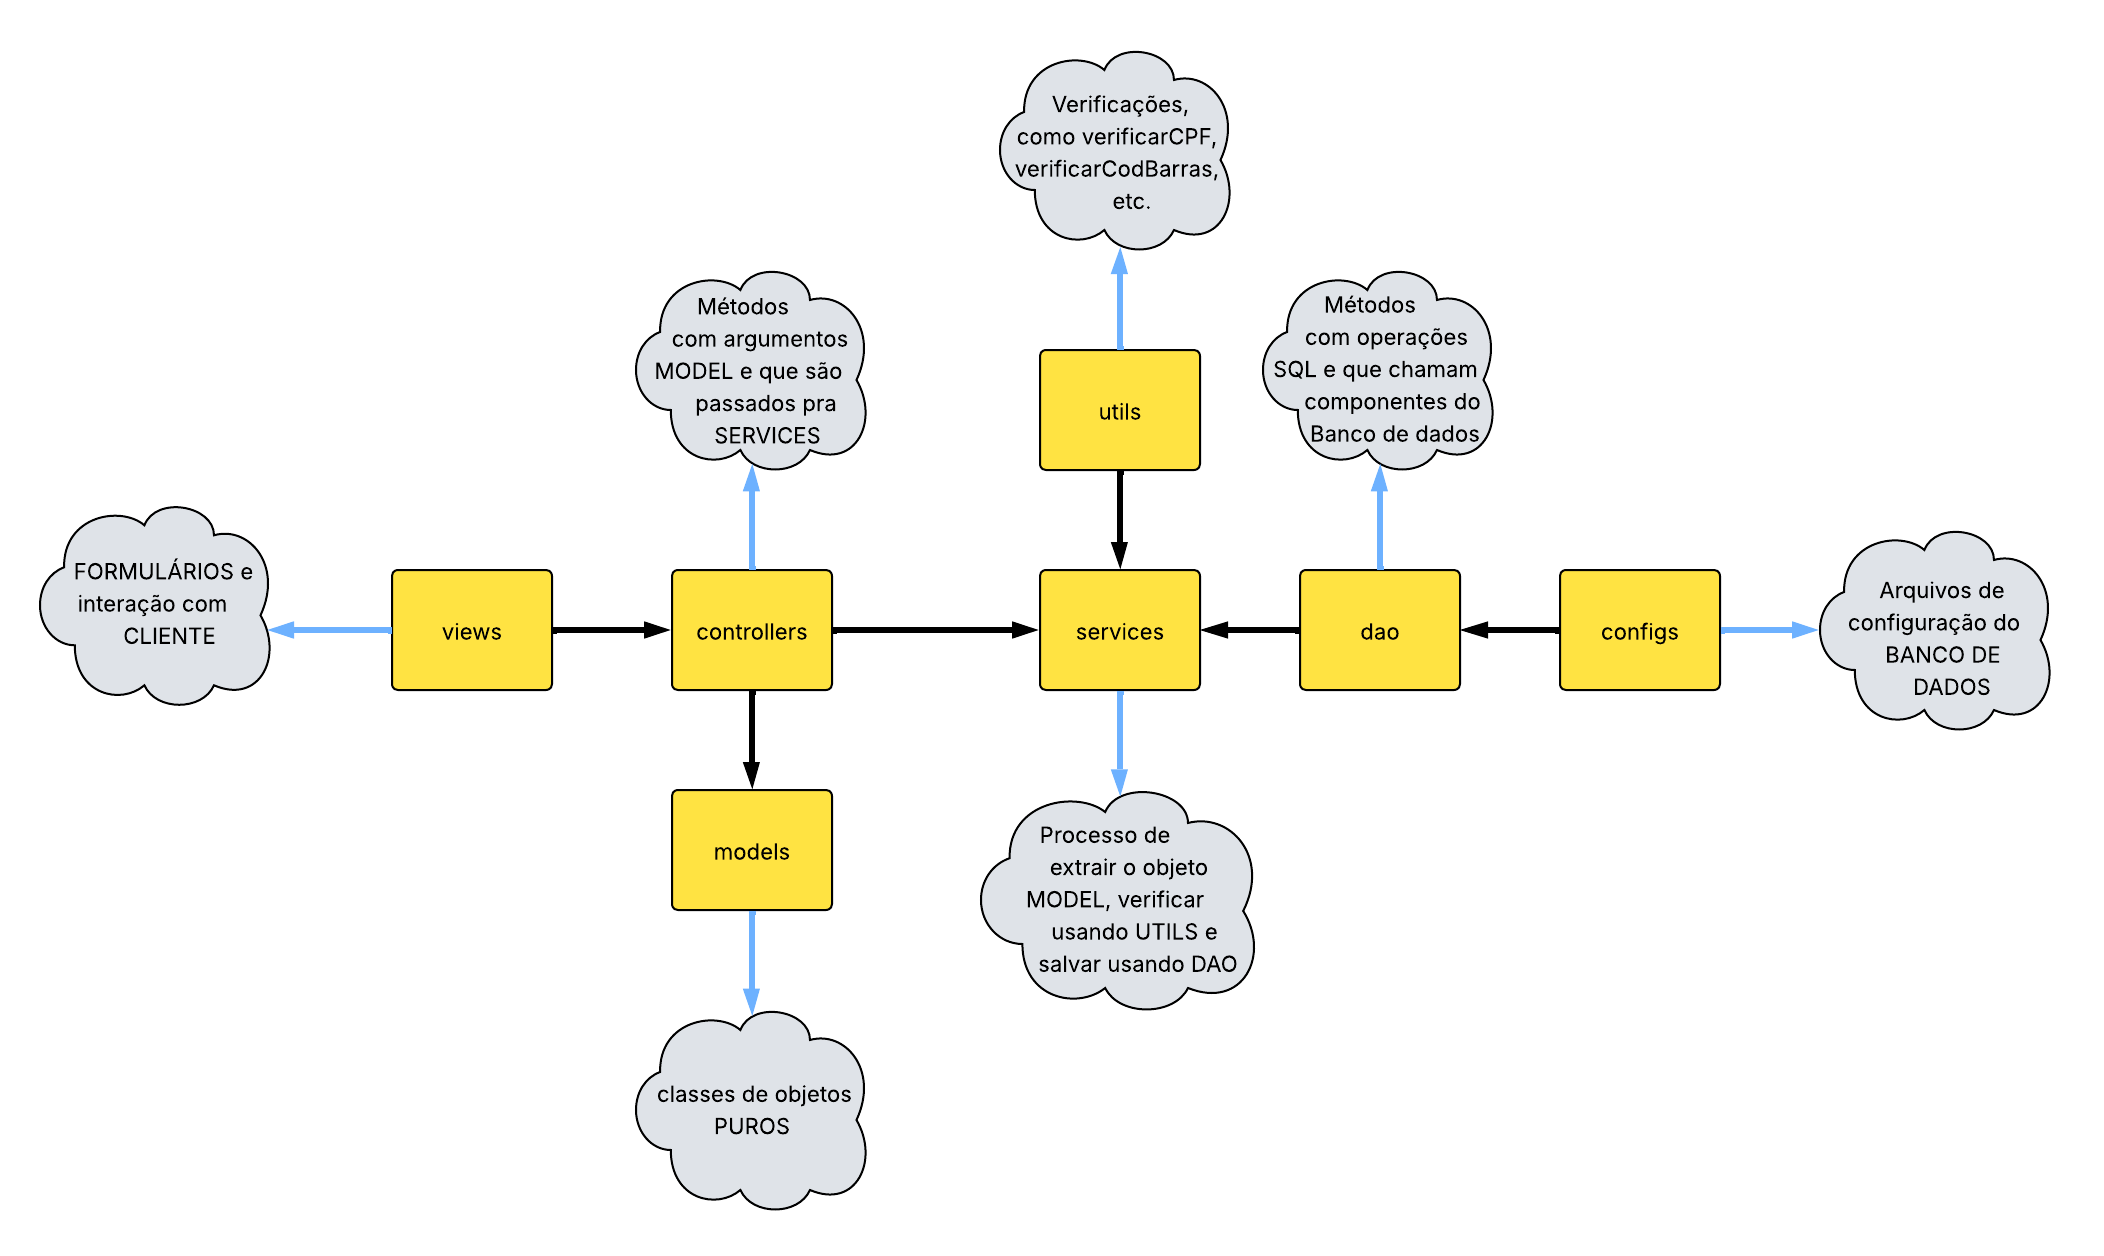 Verificações,
como verificarCPF,
verificarCodBarras,
etc.
Métodos
com argumentos
MODEL e que são
passados pra
SERVICES
utils
Métodos
com operações
SQL e que chamam
componentes do
Banco de dados
FORMULÁRIOS e
interação com
CLIENTE
views
controllers
services
dao
configs
Arquivos de
configuração do
BANCO DE
DADOS
models
Processo de
extrair o objeto
MODEL, verificar
usando UTILS e
salvar usando DAO
classes de objetos
PUROS